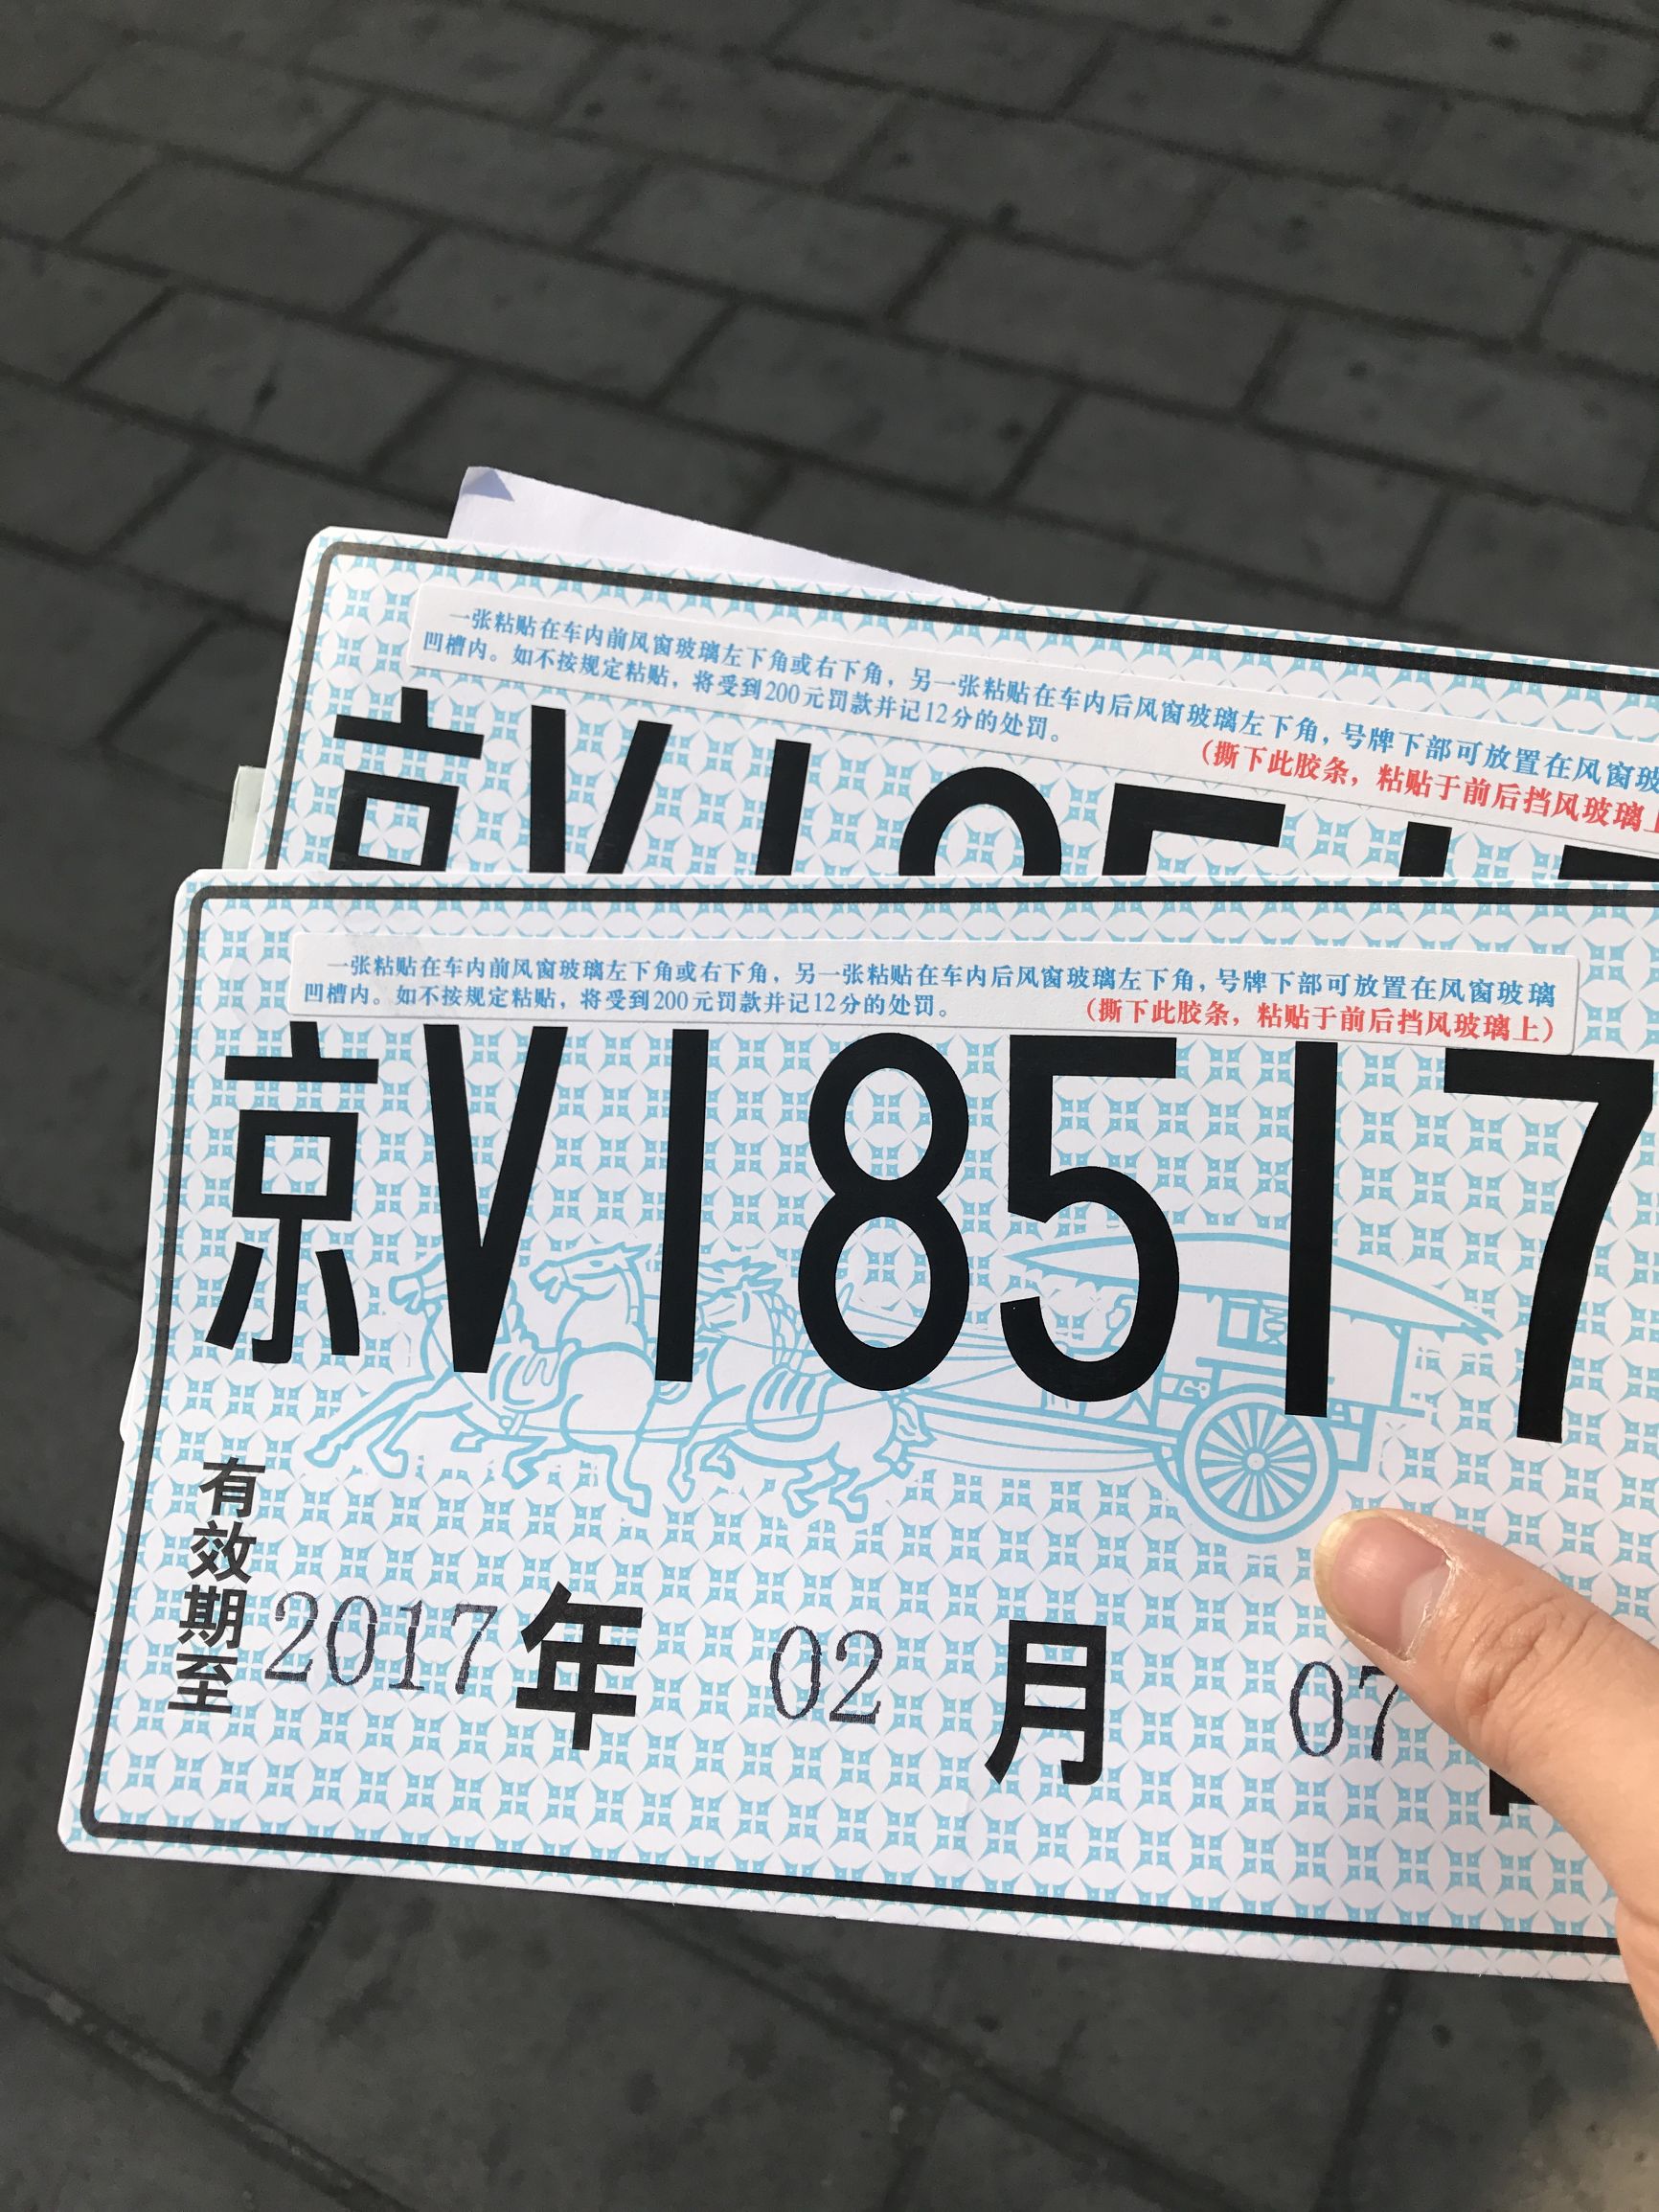 一张粘贴在车内前风窗玻璃左下角或右下角，另一张粘贴在车内后风窗玻璃左下角，号牌下部可放置在风窗玻
凹槽内。如不按规定粘贴，将受到200元罚款并记12分的处罚。
（撕下此胶条，粘贴于前后挡风玻璃上
京V1851
一张粘贴在车内前风窗玻璃左下角或右下角，另一张粘贴在车内后风窗玻璃左下角，号牌下部可放置在风窗玻璃
凹槽内。如不按规定粘贴，将受到200元罚款并记12分的处罚。
（撕下此胶条，粘贴于前后挡风玻璃上）
京V18517
有效期至 2017 年 02 月 07